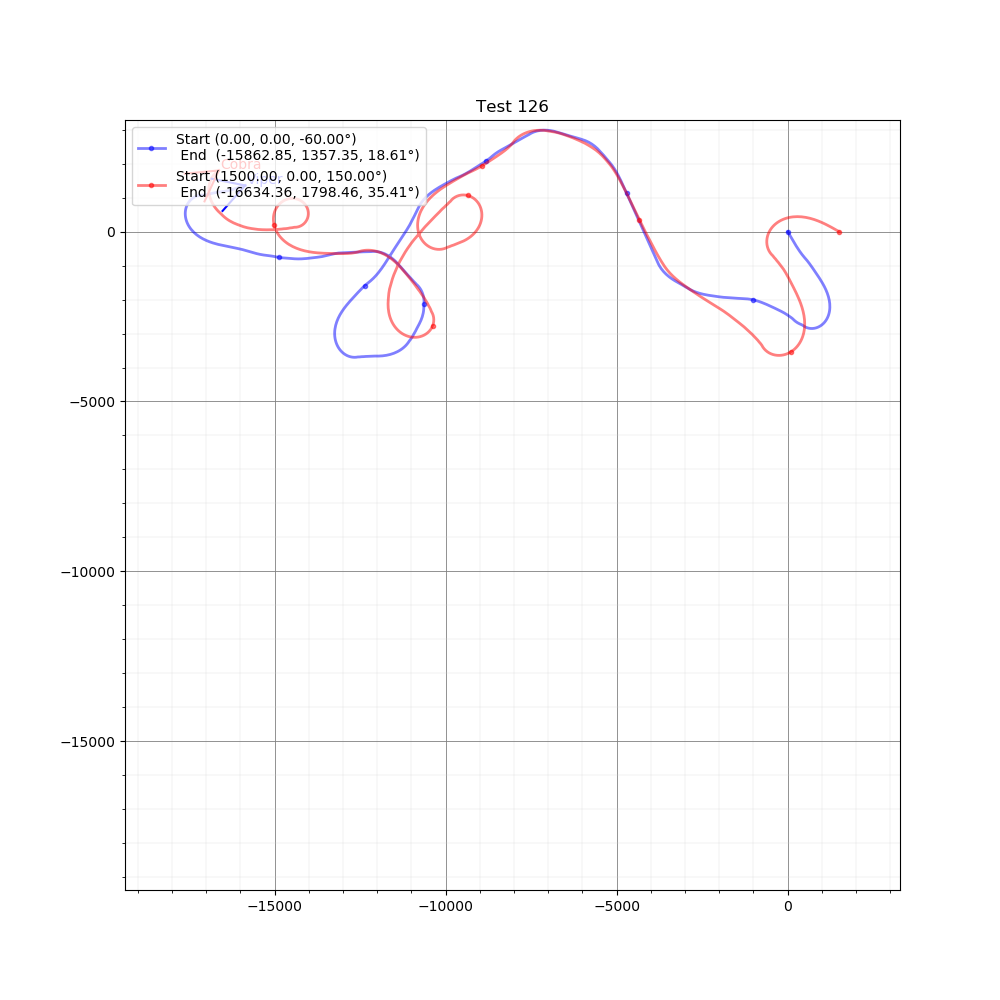 Test 126
Start (0.00, 0.00, -60.00°)
End (-15862.85, 1357.35, 18.61°)
Start (1500.00, 0.00, 150.00°)
End (-16634.36, 1798.46, 35.41°)
Cobra
0
−5000
−10000
−15000
−15000 −10000 −5000 0